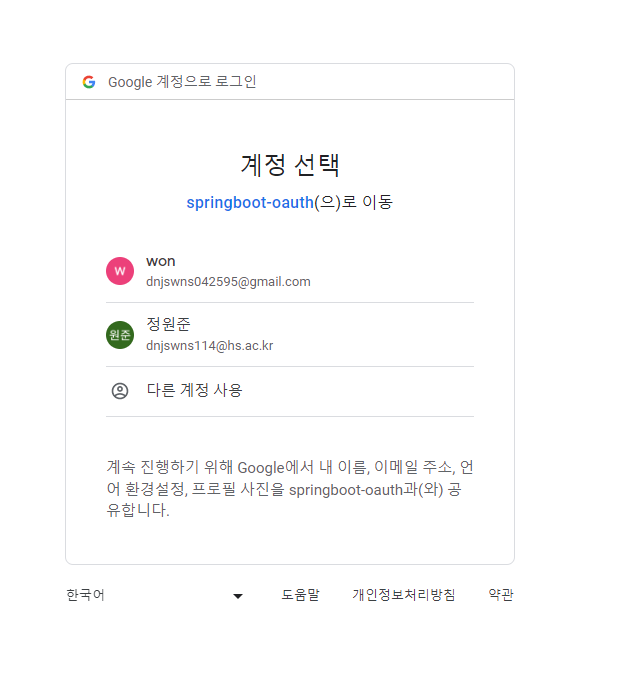 Google 계정으로 로그인
계정 선택
springboot-oauth(으)로 이동
W
won
dnjswns042595@gmail.com
원준
정원준
dnjswns114@hs.ac.kr
다른 계정 사용
계속 진행하기 위해 Google에서 내 이름, 이메일 주소, 언
어 환경설정, 프로필 사진을 springboot-oauth과(와) 공
유합니다.
한국어
도움말
개인정보처리방침
약관